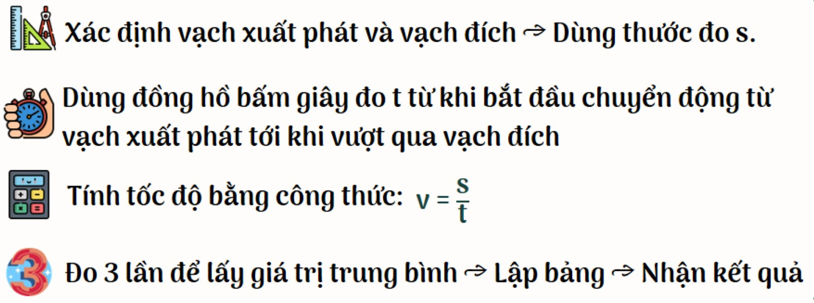 Xác định vạch xuất phát và vạch đích ⇒ Dùng thước đo s.
Dùng đồng hồ bấm giây đo t từ khi bắt đầu chuyển động từ
vạch xuất phát tới khi vượt qua vạch đích
Tính tốc độ bằng công thức: v = s/t
3 Đo 3 lần để lấy giá trị trung bình ⇒ Lập bảng ⇒ Nhận kết quả